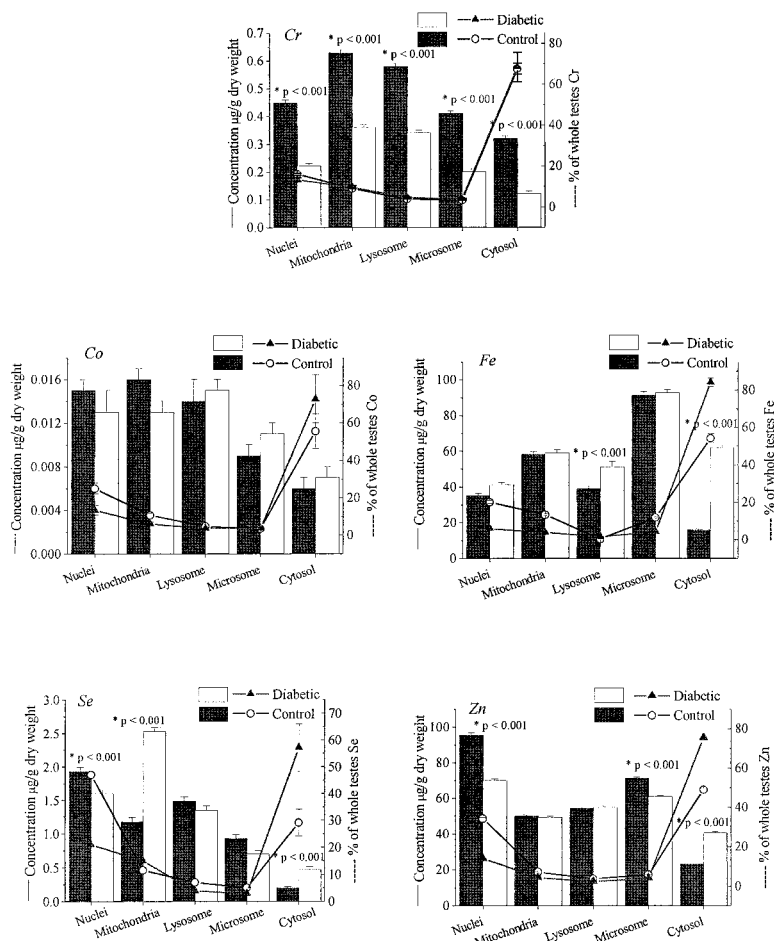 Cr
Diabetic
Control
* p < 0.001
* p < 0.001
* p < 0.001
* p < 0.001
* p < 0.001
Concentration µg/g dry weight
% of whole testes Cr
0.7
0.6
0.5
0.4
0.3
0.2
0.1
0.0
80
60
40
20
0
Nuclei
Mitochondria
Lysosome
Microsome
Cytosol
Co
Diabetic
Control
Concentration µg/g dry weight
% of whole testes Co
0.016
0.012
0.008
0.004
0.000
80
60
40
20
0
Nuclei
Mitochondria
Lysosome
Microsome
Cytosol
Fe
Diabetic
Control
* p < 0.001
* p < 0.001
Concentration µg/g dry weight
% of whole testes Fe
100
80
60
40
20
0
80
60
40
20
0
Nuclei
Mitochondria
Lysosome
Microsome
Cytosol
Se
Diabetic
Control
* p < 0.001
* p < 0.001
* p < 0.001
Concentration µg/g dry weight
% of whole testes Se
3.0
2.5
2.0
1.5
1.0
0.5
0.0
70
60
50
40
30
20
10
0
Nuclei
Mitochondria
Lysosome
Microsome
Cytosol
Zn
Diabetic
Control
* p < 0.001
* p < 0.001
* p < 0.001
Concentration µg/g dry weight
% of whole testes Zn
100
80
60
40
20
0
80
60
40
20
0
Nuclei
Mitochondria
Lysosome
Microsome
Cytosol